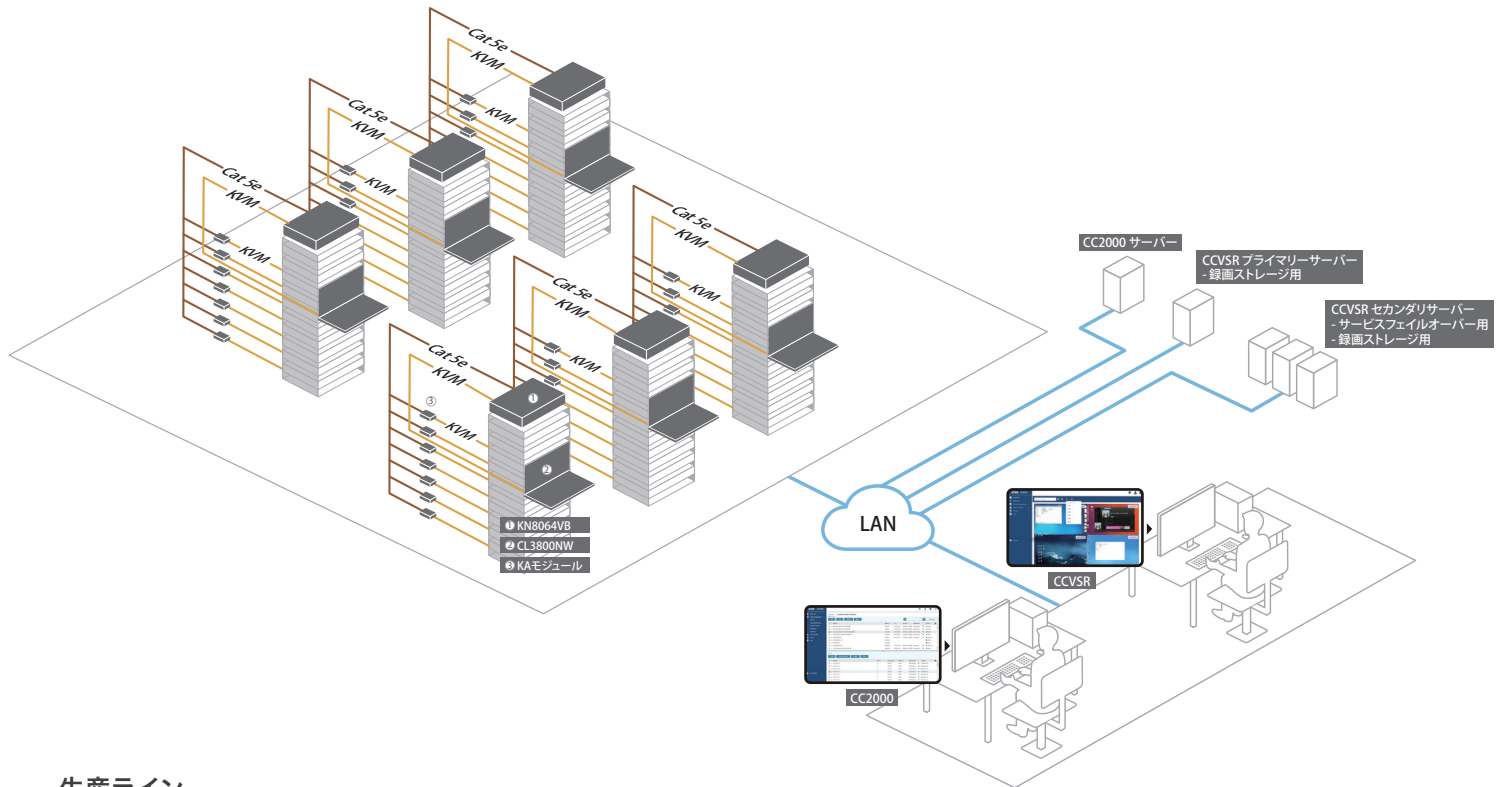 Cat 5e
KVM
KVM
Cat 5e
KVM
KVM
Cat 5e
KVM
KVM
Cat 5e
KVM
KVM
Cat 5e
KVM
KVM
Cat 5e
KVM
KVM
③
❶
❷
❶ KN8064VB
❷ CL3800NW
❸ KAモジュール
CC2000 サーバー
CCVSR プライマリーサーバー
- 録画ストレージ用
CCVSR セカンダリサーバー
- サービスフェイルオーバー用
- 録画ストレージ用
LAN
CCVSR
CC2000